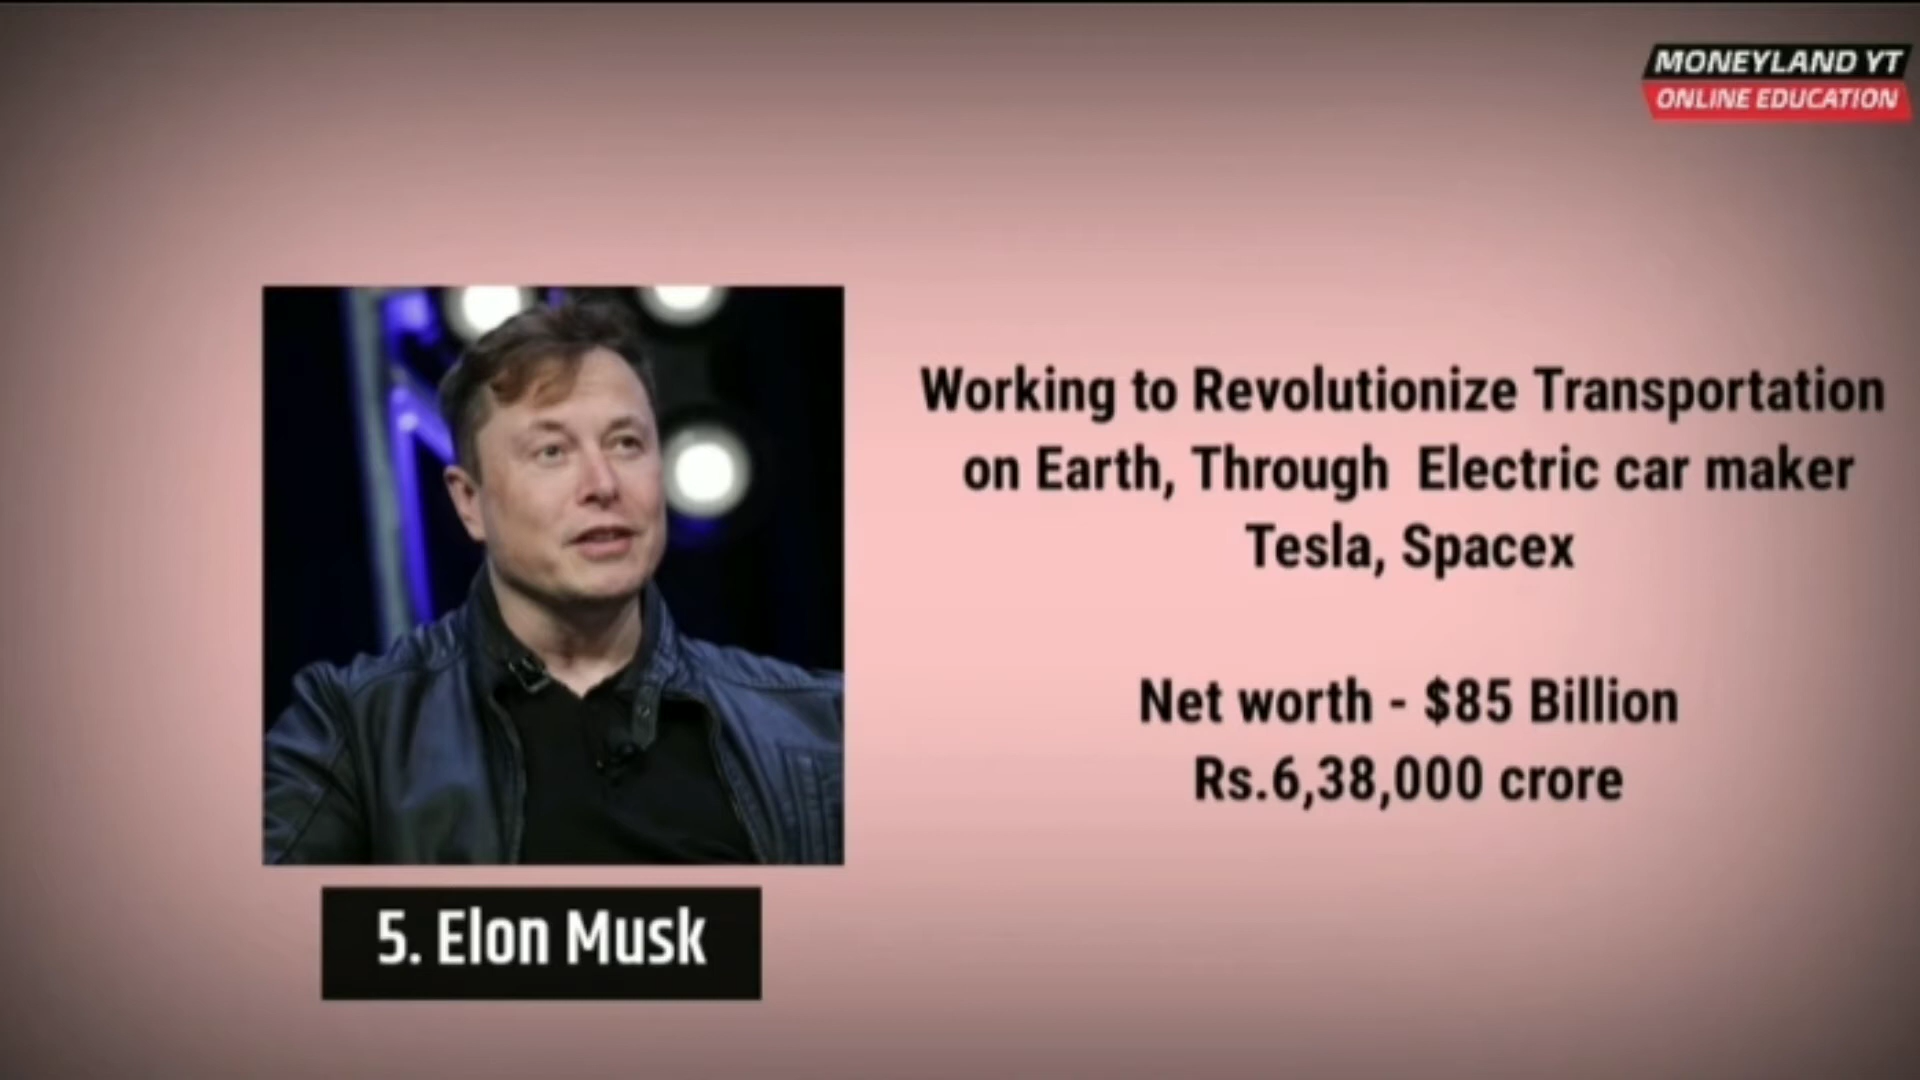 MONEYLAND YT
ONLINE EDUCATION
Working to Revolutionize Transportation
on Earth, Through Electric car maker
Tesla, Spacex
Net worth - $85 Billion
Rs.6,38,000 crore
5. Elon Musk